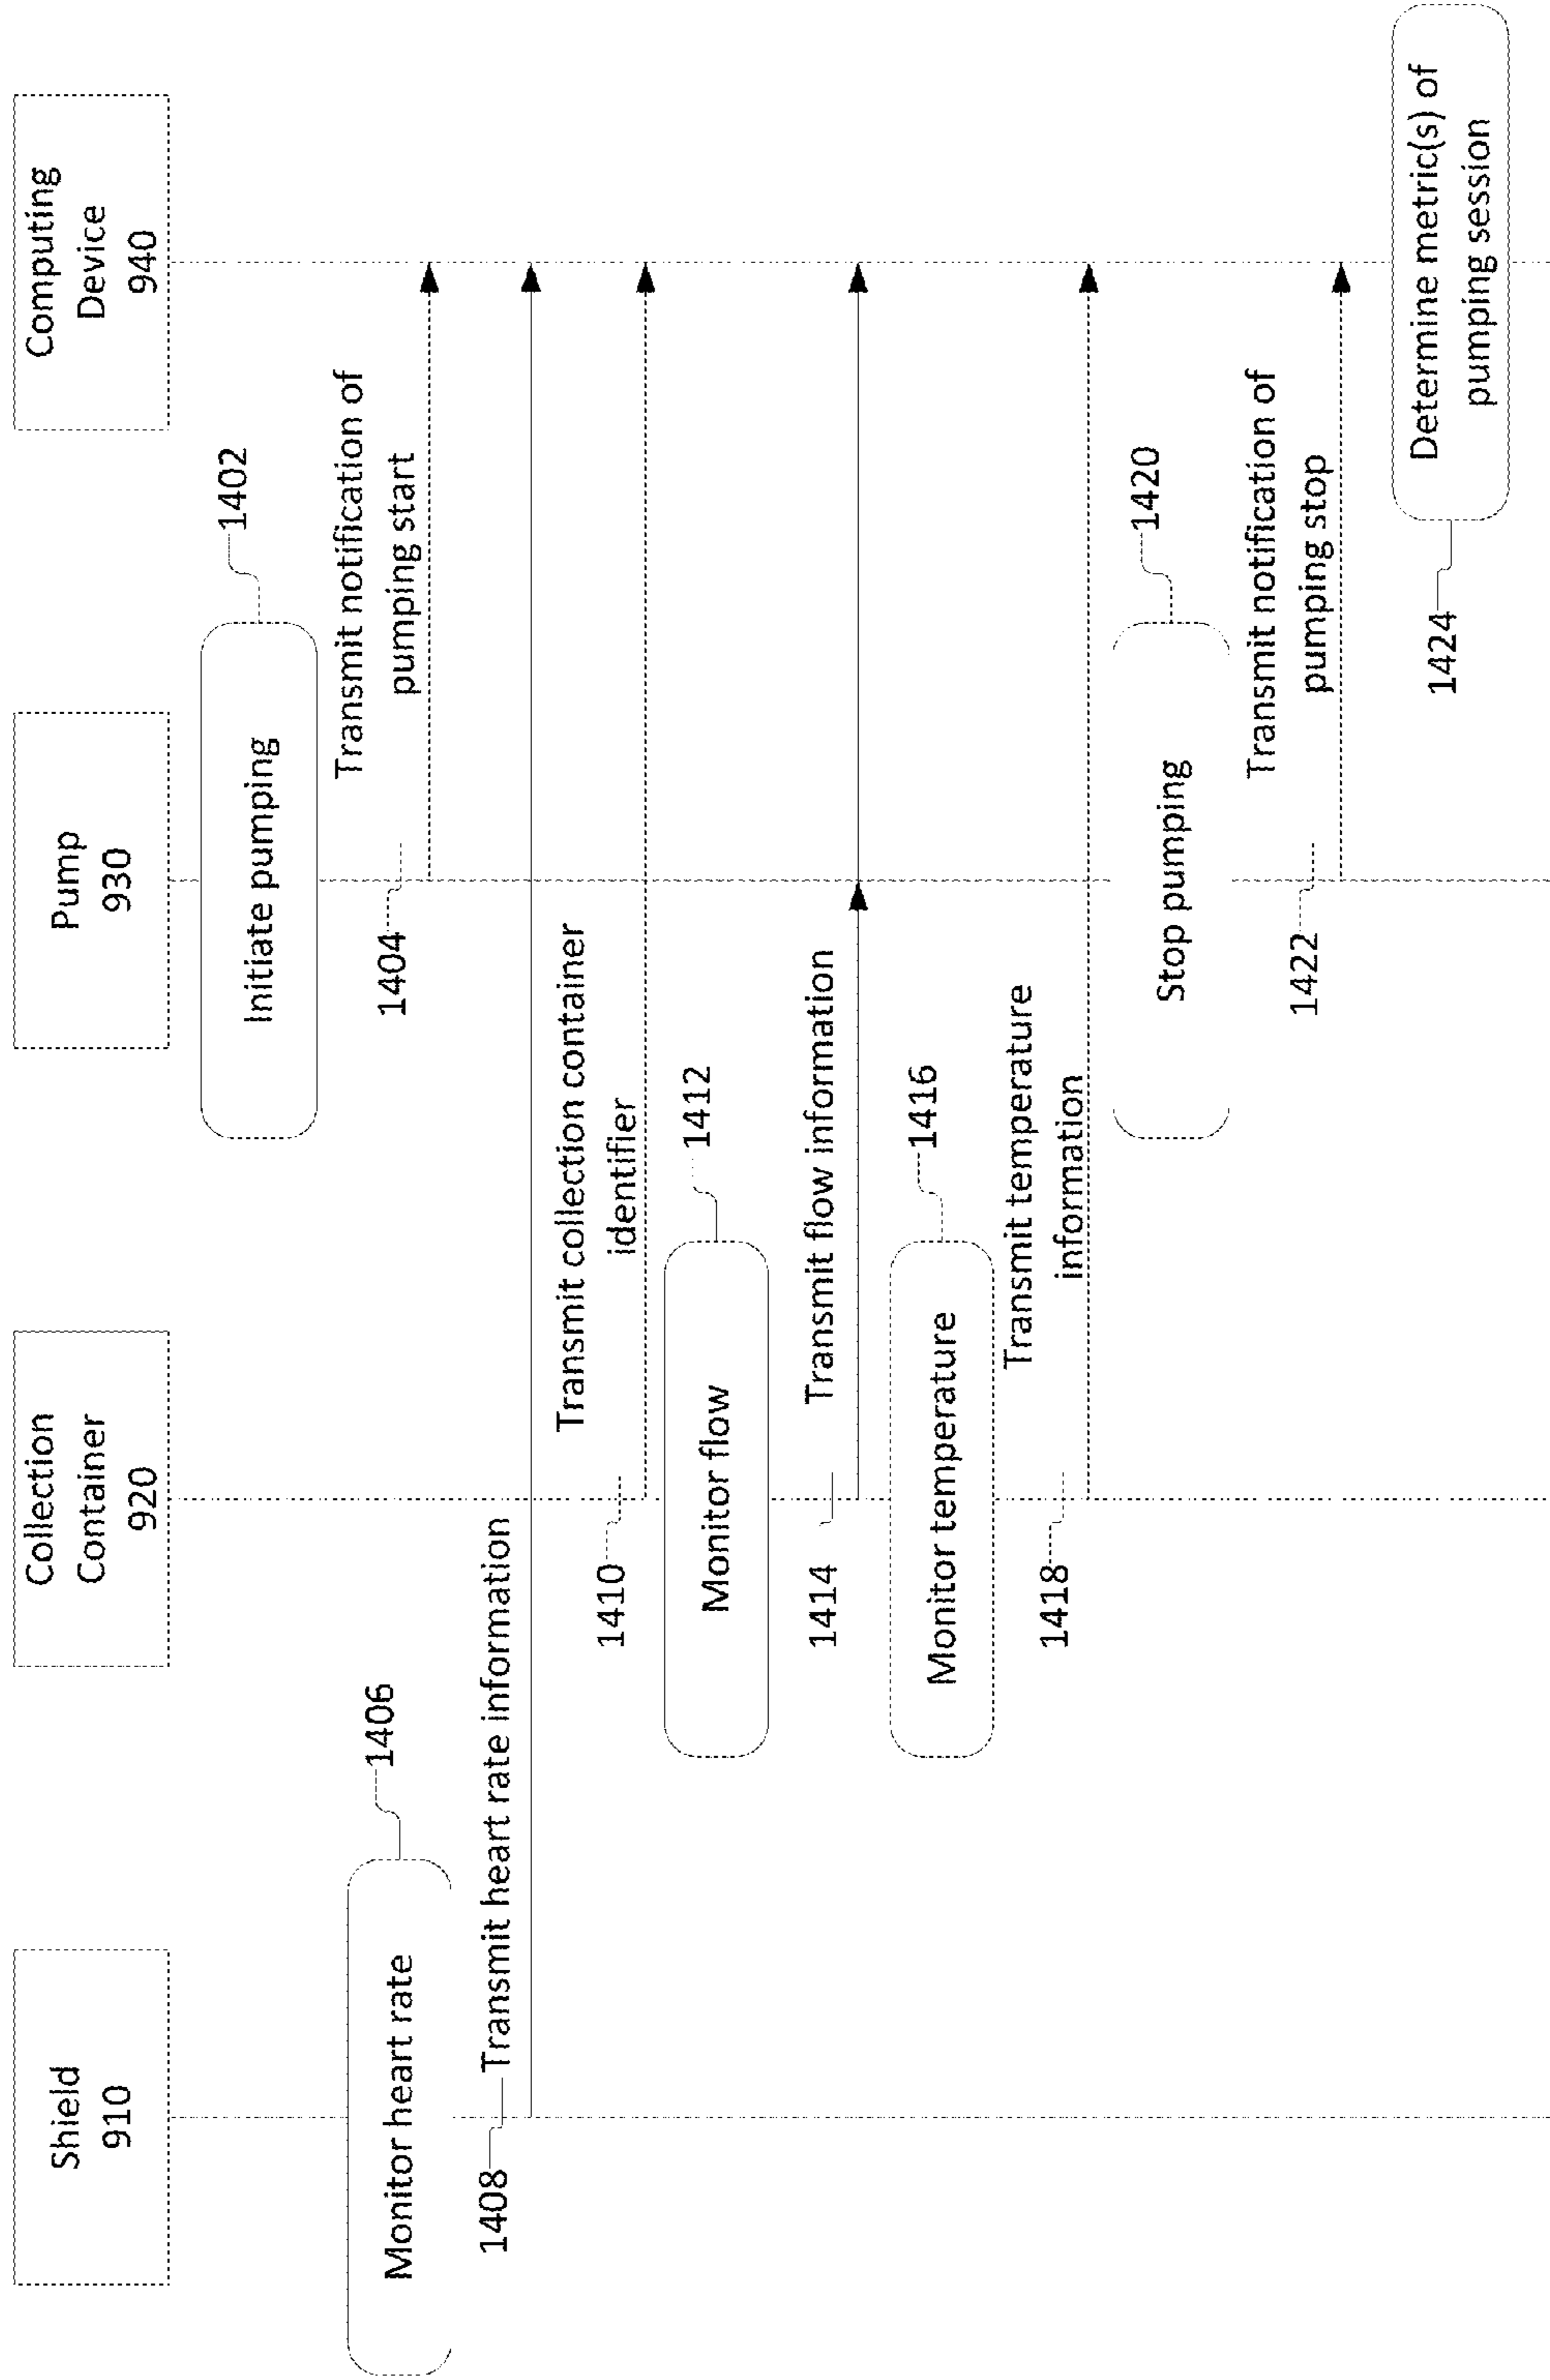 Shield
910
Collection
Container
920
Pump
930
Computing
Device
940
Initiate pumping
1402
Transmit notification of
pumping start
1404
Monitor heart rate
1406
1408
Transmit heart rate information
Transmit collection container
identifier
1410
Monitor flow
1412
1414
Transmit flow information
Monitor temperature
1416
Transmit temperature
information
1418
Stop pumping
1420
Transmit notification of
pumping stop
1422
Determine metric(s) of
pumping session
1424